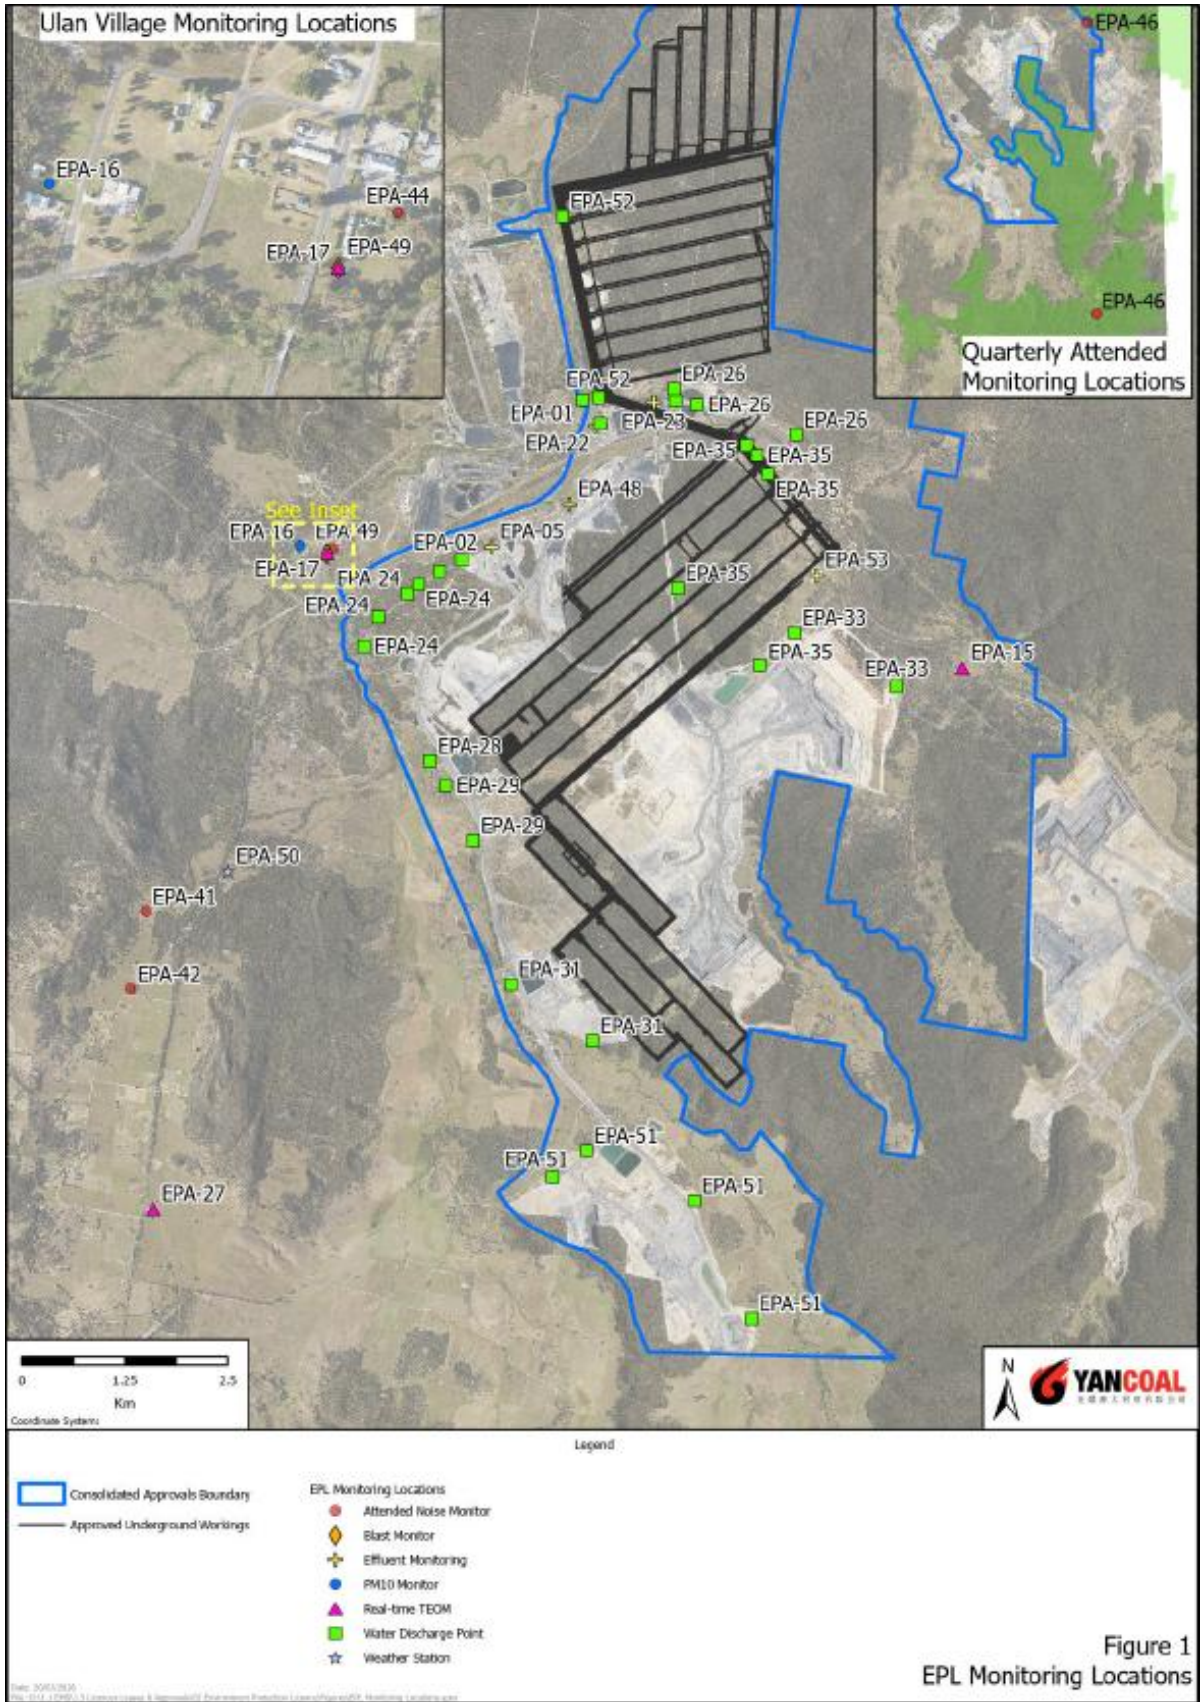 Ulan Village Monitoring Locations
EPA-16
EPA-44
EPA-17
EPA-49
EPA-46
EPA-46
Quarterly Attended
Monitoring Locations
EPA-52
EPA-52
EPA-26
EPA-01
EPA-23
EPA-26
EPA-22
EPA-26
EPA-35
EPA-35
EPA-35
EPA-48
See Inset
EPA-16
EPA-49
EPA-02
EPA-05
EPA-17
EPA-24
EPA-53
EPA-24
EPA-35
EPA-24
EPA-33
EPA-24
EPA-35
EPA-33
EPA-15
EPA-28
EPA-29
EPA-29
EPA-50
EPA-41
EPA-42
EPA-31
EPA-31
EPA-51
EPA-51
EPA-27
EPA-51
EPA-51
0 1.25 2.5
Km
Coordinate System:
N
YANCOAL
Legend
Consolidated Approvals Boundary
Approved Underground Workings
EPL Monitoring Locations
Attended Noise Monitor
Blast Monitor
Effluent Monitoring
PM10 Monitor
Real-time TEOM
Water Discharge Point
Weather Station
Figure 1
EPL Monitoring Locations